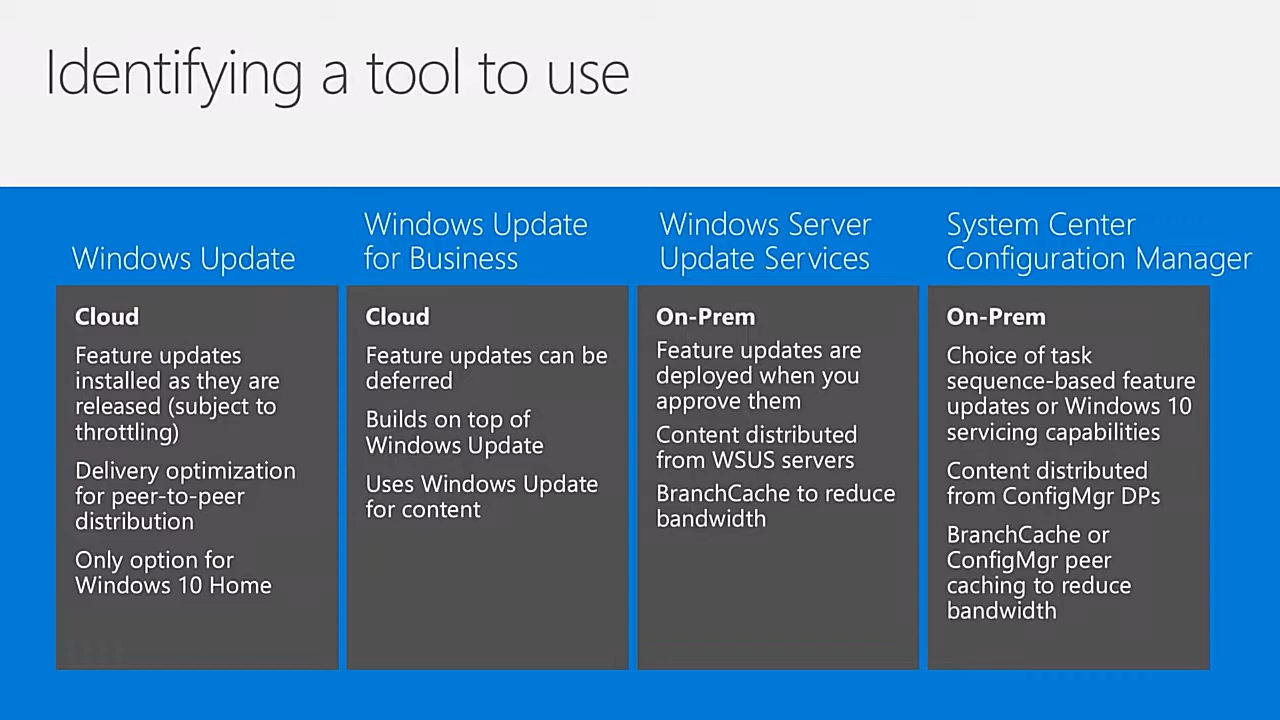 Identifying a tool to use
Windows Update
Cloud
Feature updates
installed as they are
released (subject to
throttling)
Delivery optimization
for peer-to-peer
distribution
Only option for
Windows 10 Home
Windows Update
for Business
Cloud
Feature updates can be
deferred
Builds on top of
Windows Update
Uses Windows Update
for content
Windows Server
Update Services
On-Prem
Feature updates are
deployed when you
approve them
Content distributed
from WSUS servers
BranchCache to reduce
bandwidth
System Center
Configuration Manager
On-Prem
Choice of task
sequence-based feature
updates or Windows 10
servicing capabilities
Content distributed
from ConfigMgr DPs
BranchCache or
ConfigMgr peer
caching to reduce
bandwidth